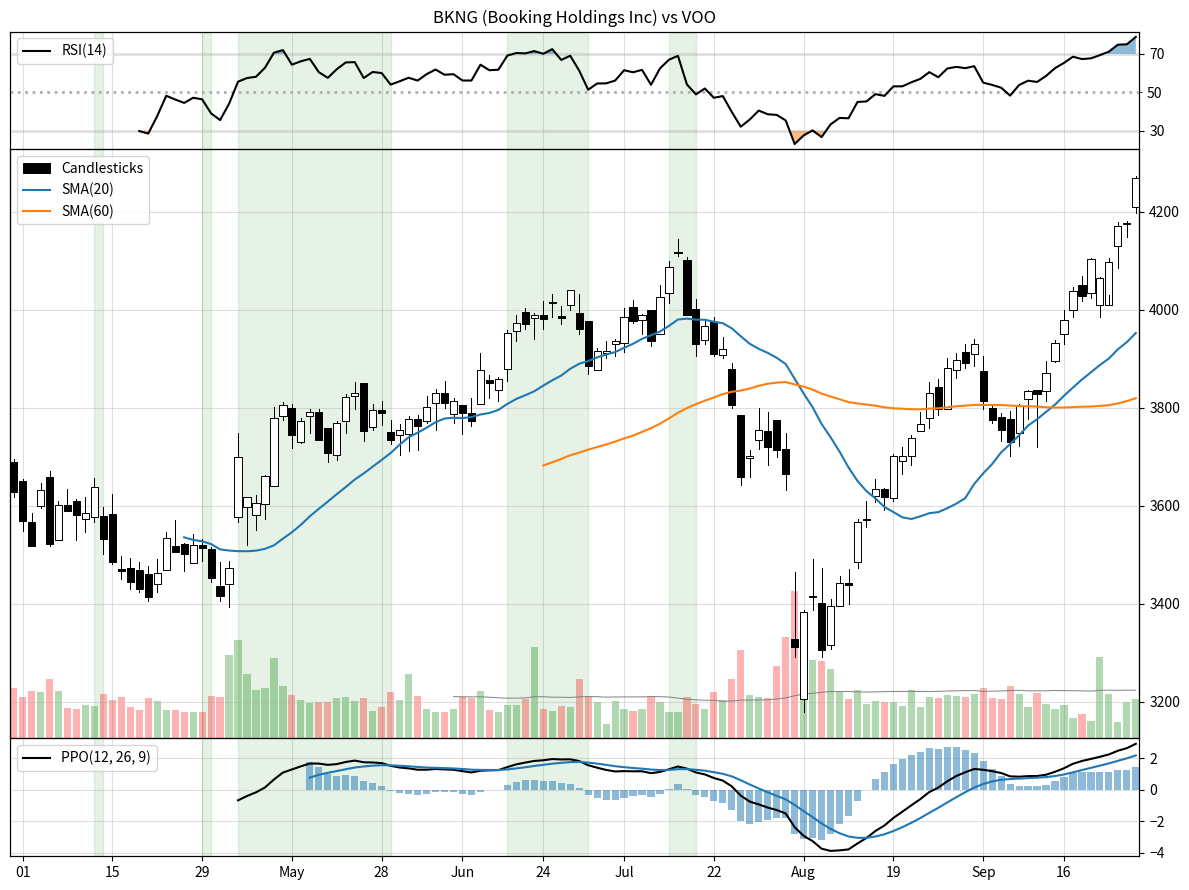 BKNG (Booking Holdings Inc) vs VOO
RSI(14)
70
50
30
Candlesticks
SMA(20)
SMA(60)
4200
4000
3800
3600
3400
3200
PPO(12, 26, 9)
2
0
−2
−4
01 15 29 May 28 Jun 24 Jul 22 Aug 19 Sep 16